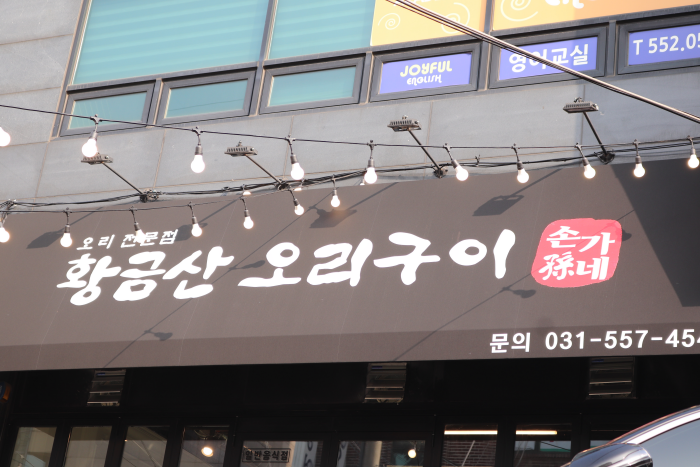 JOYFUL
ENGLISH
영어교실
T 552.05
오리 전문점
황금산 오리구이
손가
孫네
문의 031-557-454
일반음식점